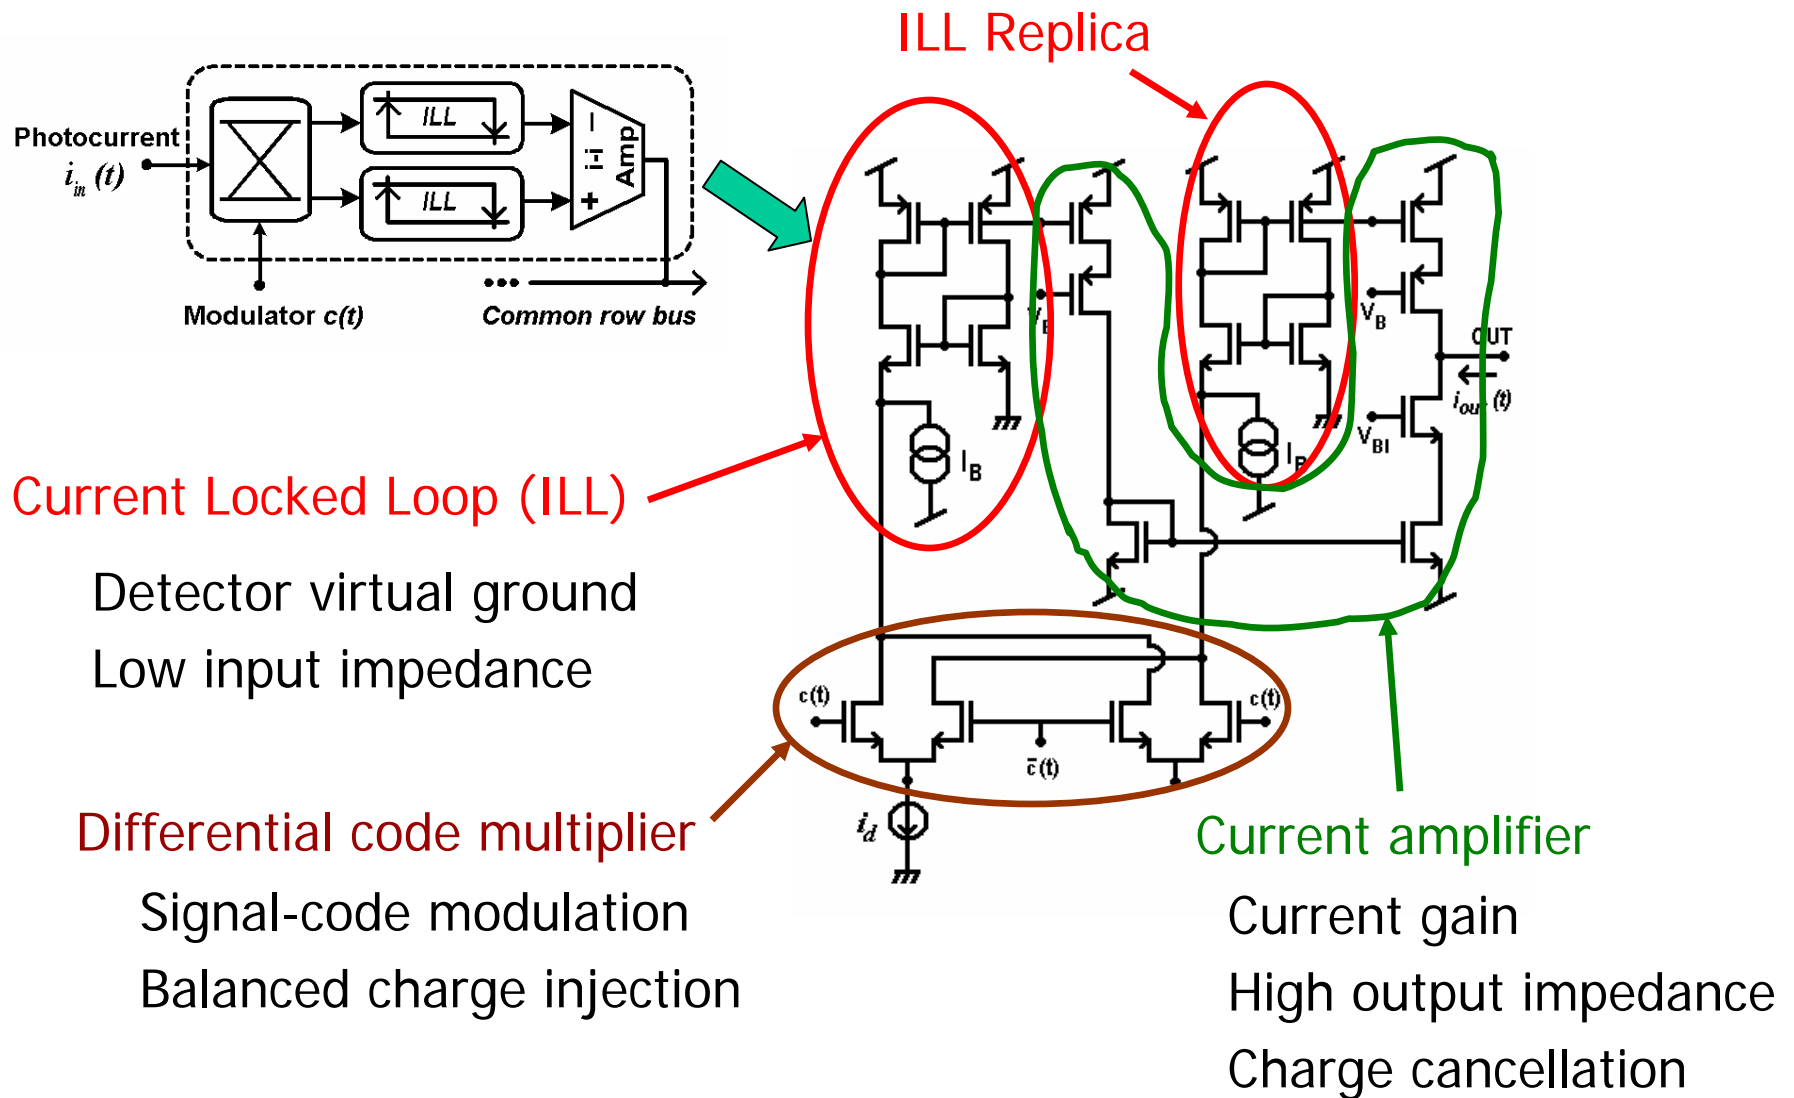 ILL Replica
Photocurrent
i_in (t)
ILL
ILL
−
i-i
+
Amp
Modulator c(t)
•••
Common row bus
V_B
V_B
OUT
i_out (t)
V_BI
I_B
I_B
Current Locked Loop (ILL)
Detector virtual ground
Low input impedance
c(t)
c(t)
c̄(t)
i_d
Differential code multiplier
Signal-code modulation
Balanced charge injection
Current amplifier
Current gain
High output impedance
Charge cancellation